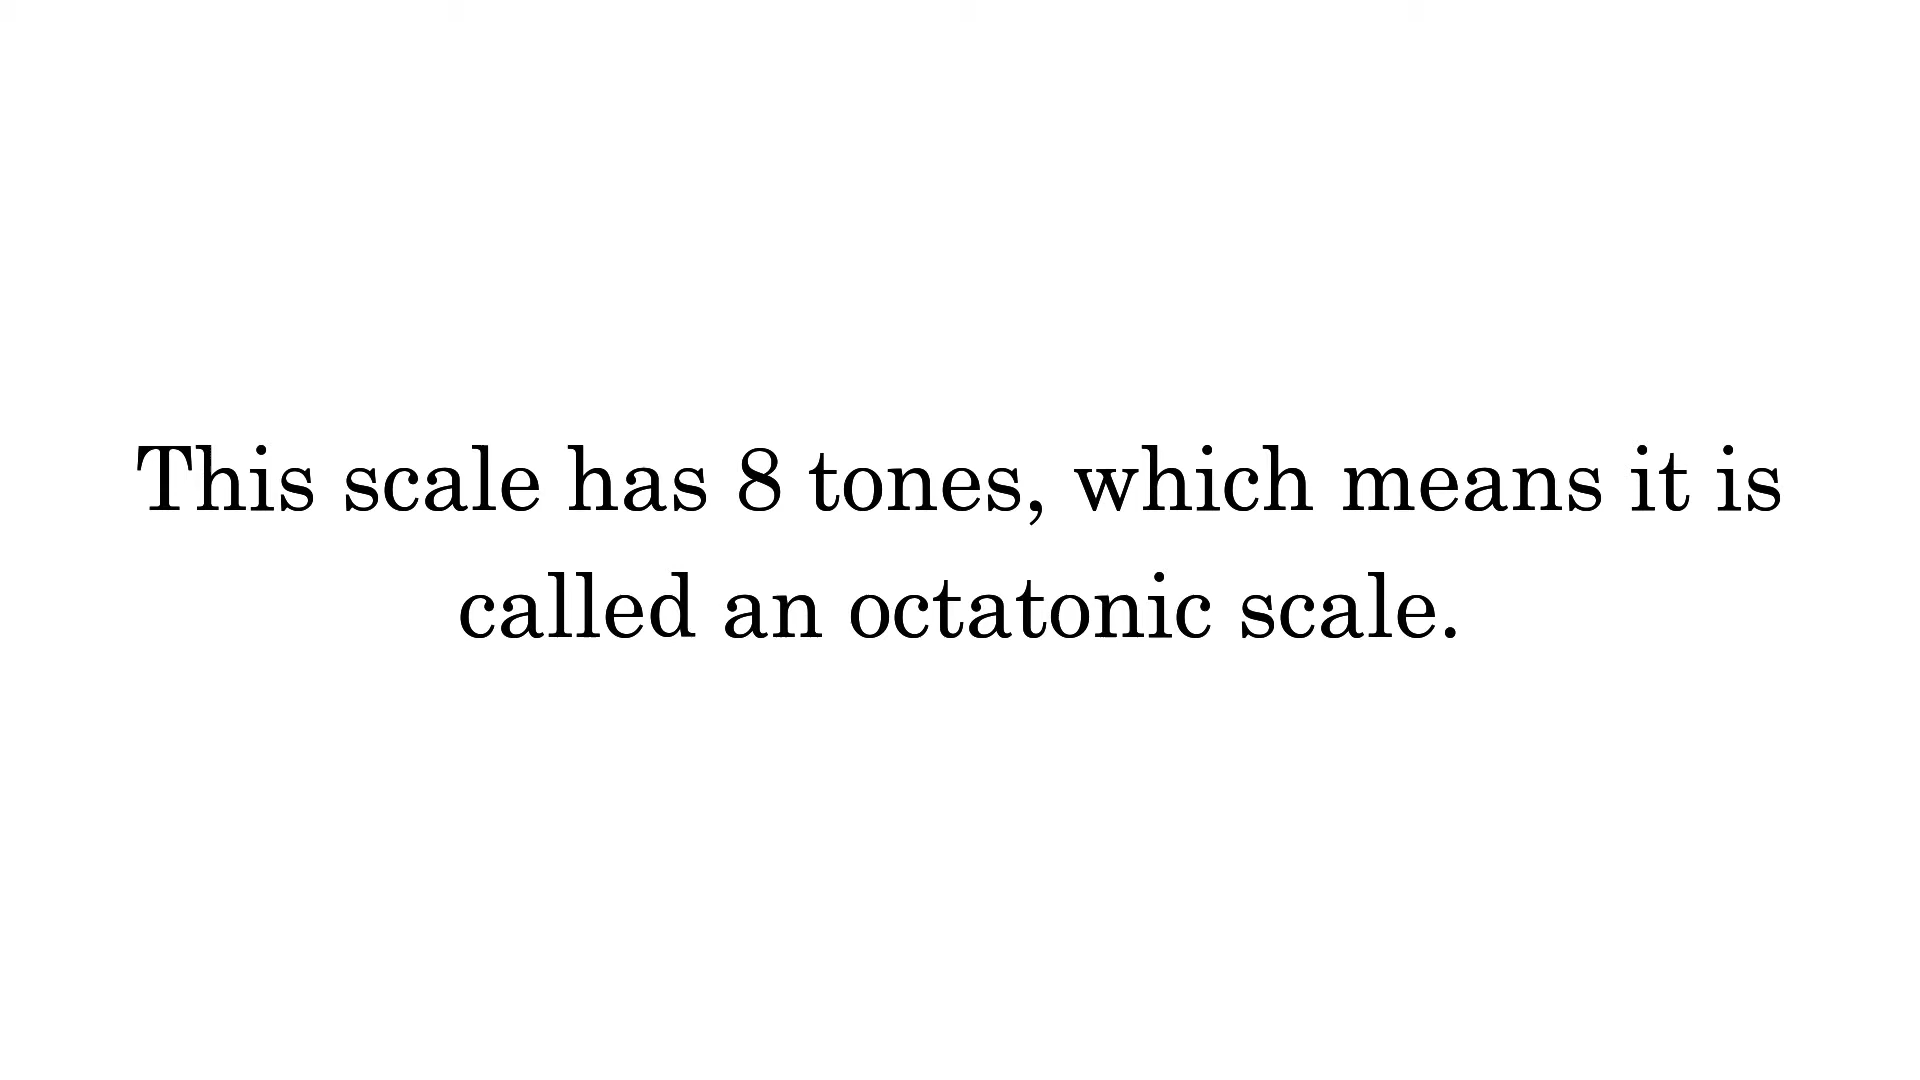 This scale has 8 tones, which means it is
called an octatonic scale.